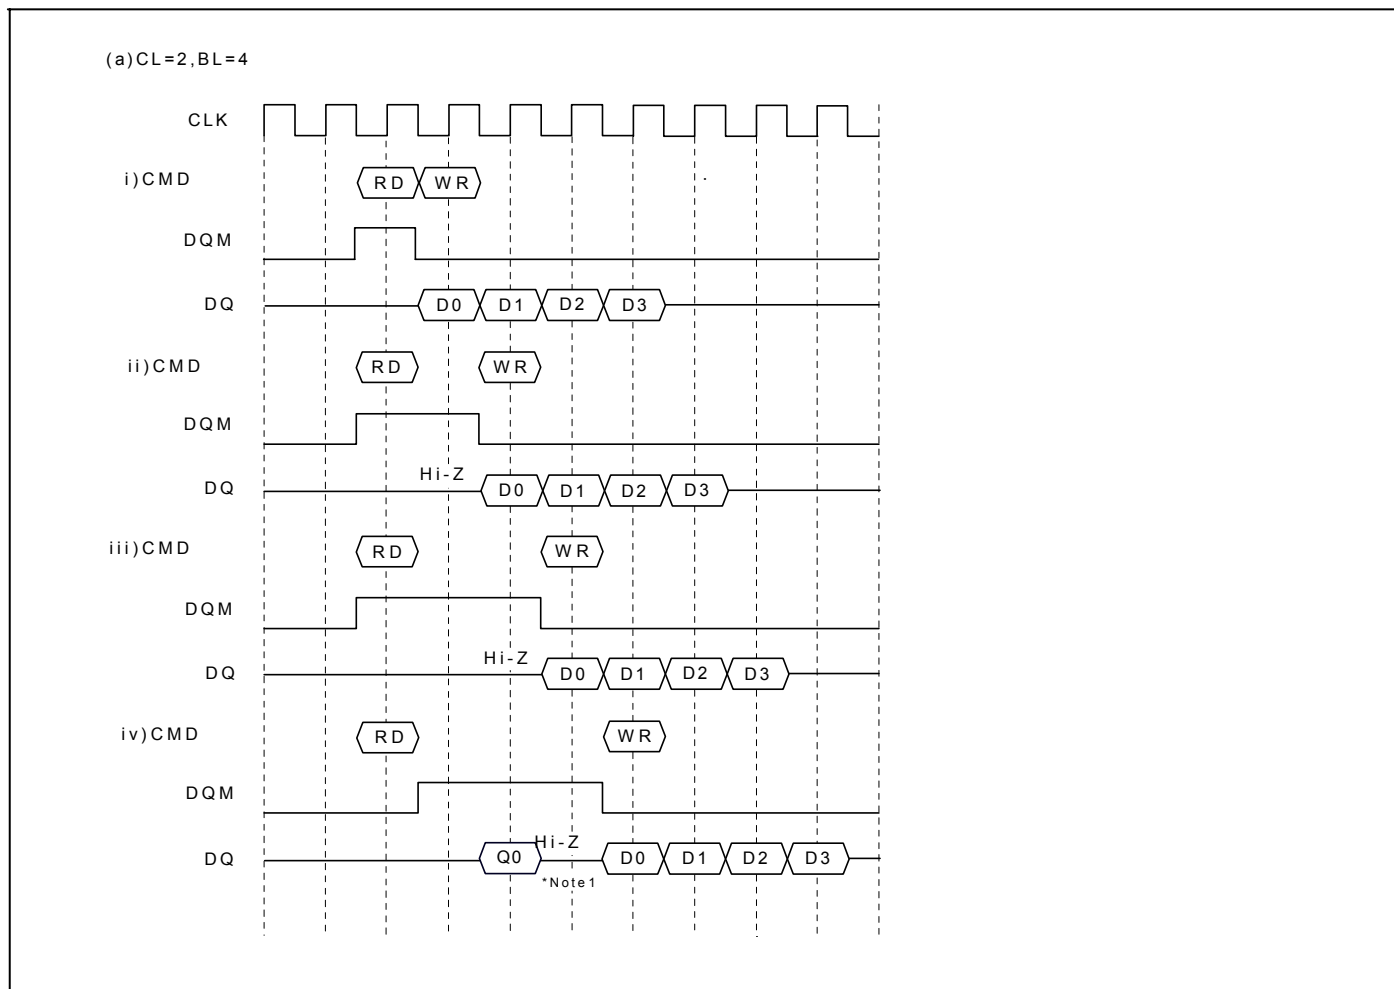 (a)CL=2,BL=4
CLK
i)CMD RD WR
DQM
DQ D0 D1 D2 D3
ii)CMD RD WR
DQM
Hi-Z
DQ D0 D1 D2 D3
iii)CMD RD WR
DQM
Hi-Z
DQ D0 D1 D2 D3
iv)CMD RD WR
DQM
Hi-Z
DQ Q0 D0 D1 D2 D3
*Note1